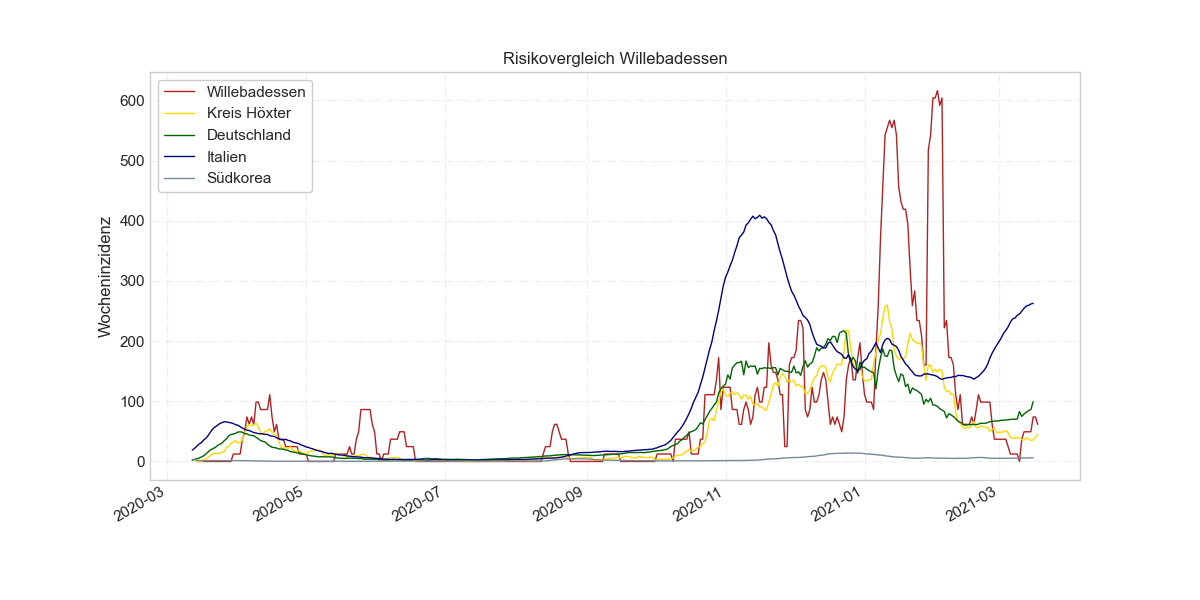 Risikovergleich Willebadessen
Willebadessen
Kreis Höxter
Deutschland
Italien
Südkorea
Wocheninzidenz
600
500
400
300
200
100
0
2020-03
2020-05
2020-07
2020-09
2020-11
2021-01
2021-03